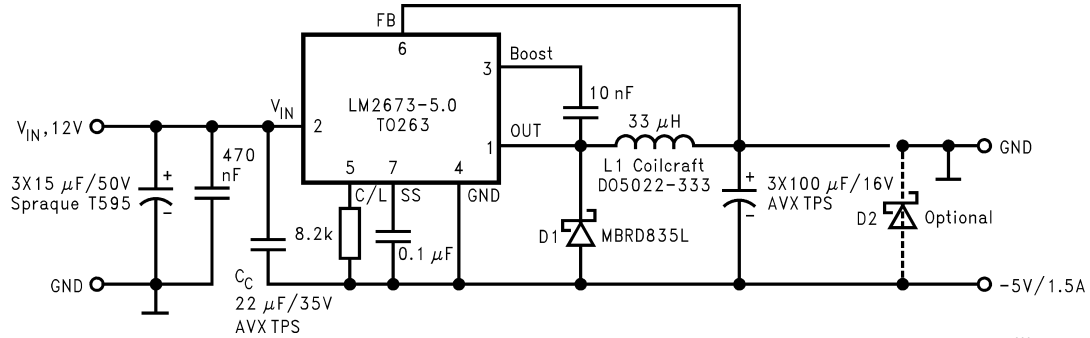 FB
6
Boost
3
10 nF
V_IN
V_IN, 12V
2
LM2673-5.0
TO263
OUT
1
33 μH
L1 Coilcraft
DO5022-333
GND
470
nF
3X15 μF/50V
Spraque T595
+
−
5
7
4
C/L
SS
GND
8.2k
0.1 μF
D1
MBRD835L
+
−
3X100 μF/16V
AVX TPS
D2
Optional
GND
C_C
22 μF/35V
AVX TPS
-5V/1.5A